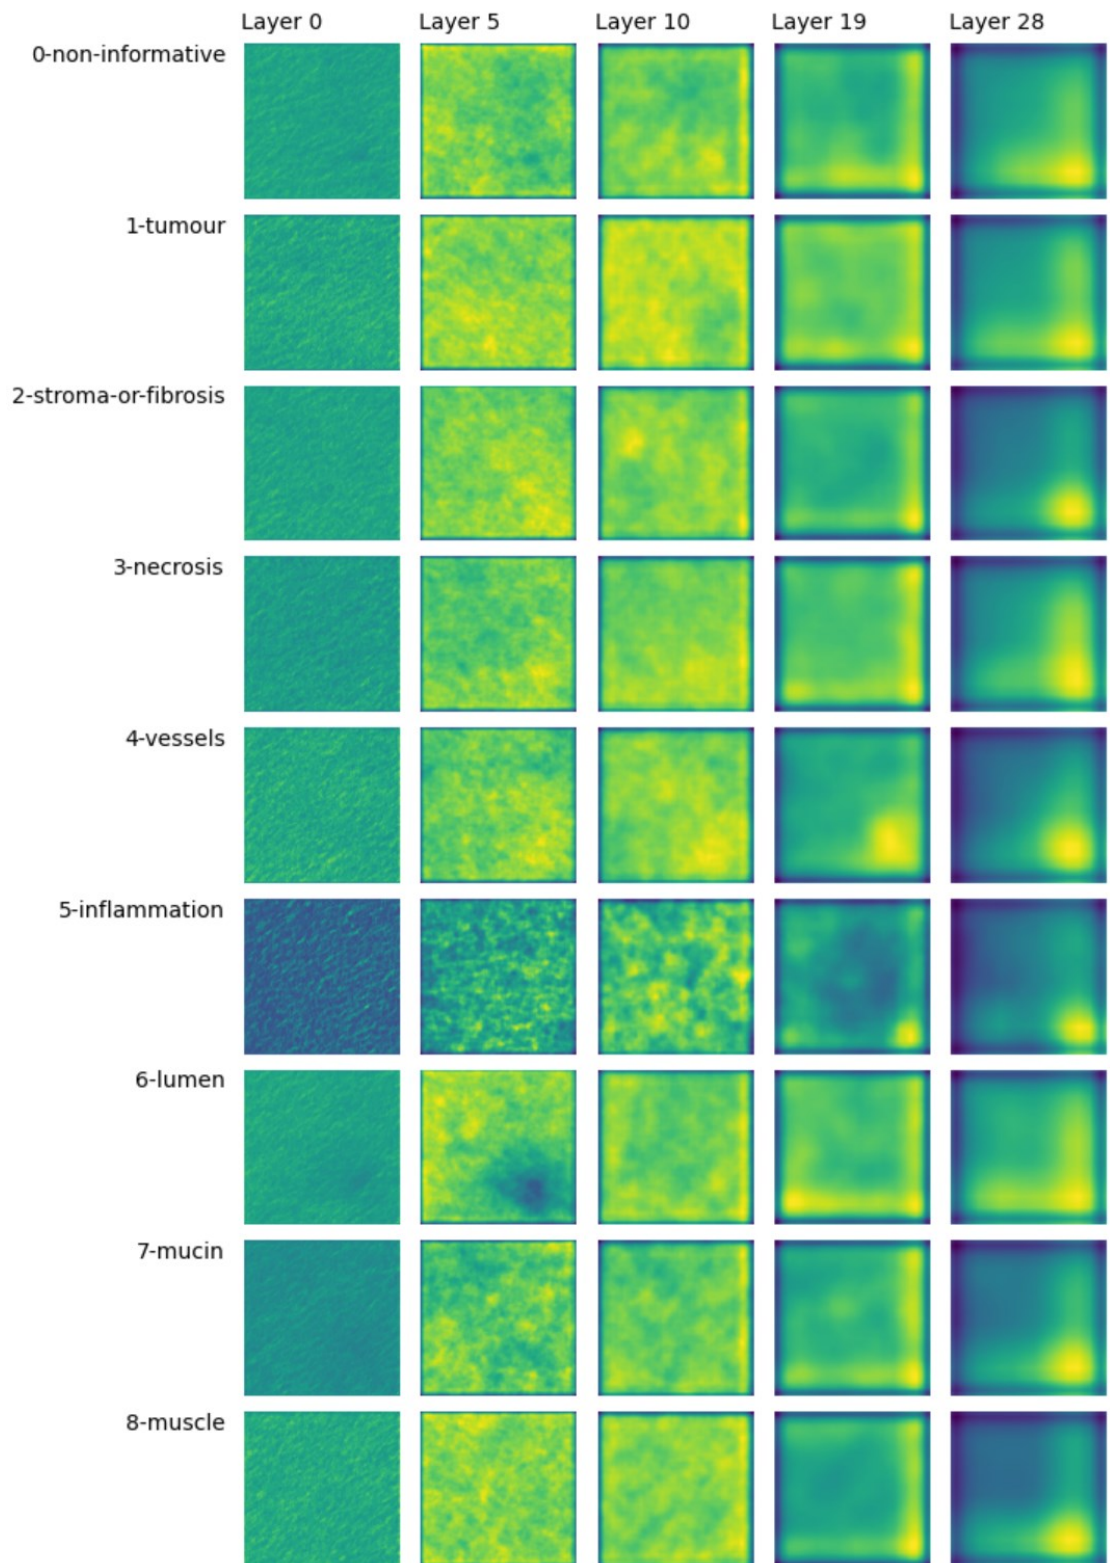 Layer 0 Layer 5 Layer 10 Layer 19 Layer 28
0-non-informative
1-tumour
2-stroma-or-fibrosis
3-necrosis
4-vessels
5-inflammation
6-lumen
7-mucin
8-muscle